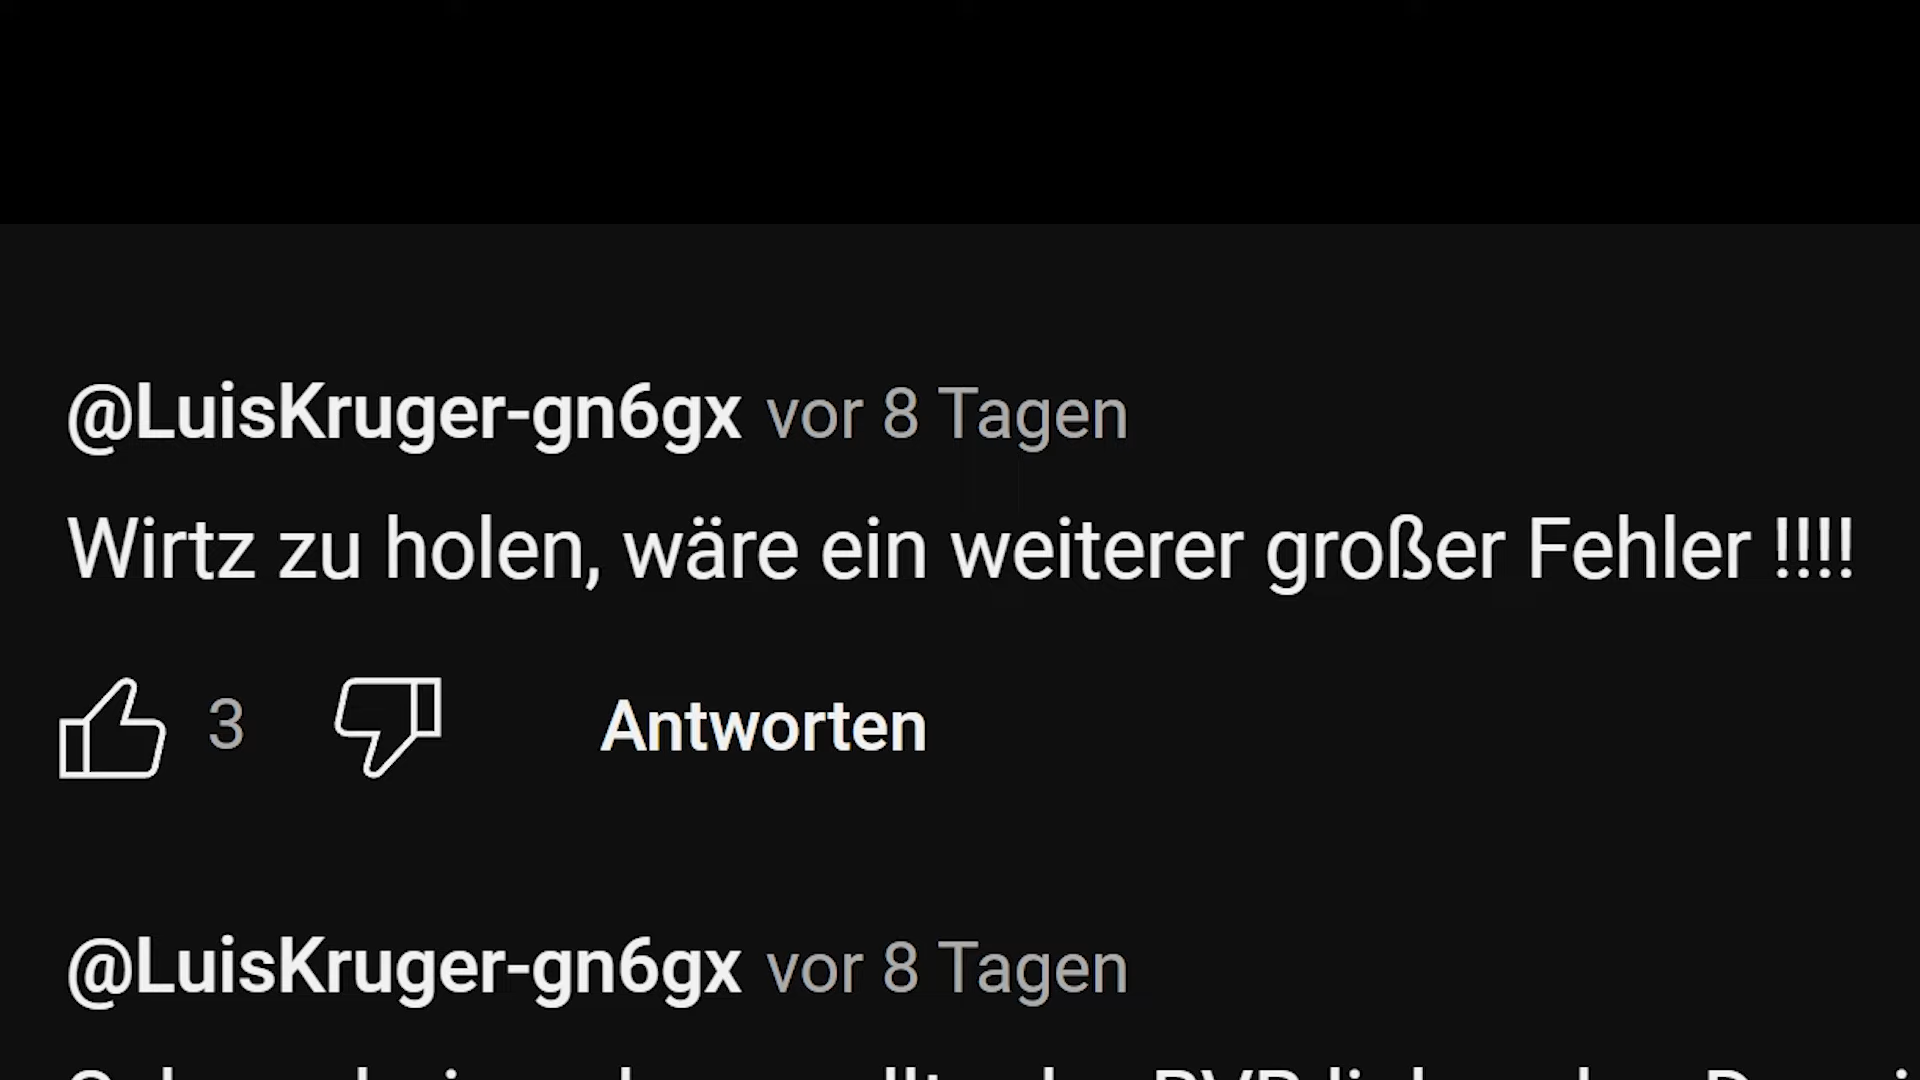 @LuisKruger-gn6gx vor 8 Tagen
Wirtz zu holen, wäre ein weiterer großer Fehler !!!!
3 Antworten
@LuisKruger-gn6gx vor 8 Tagen